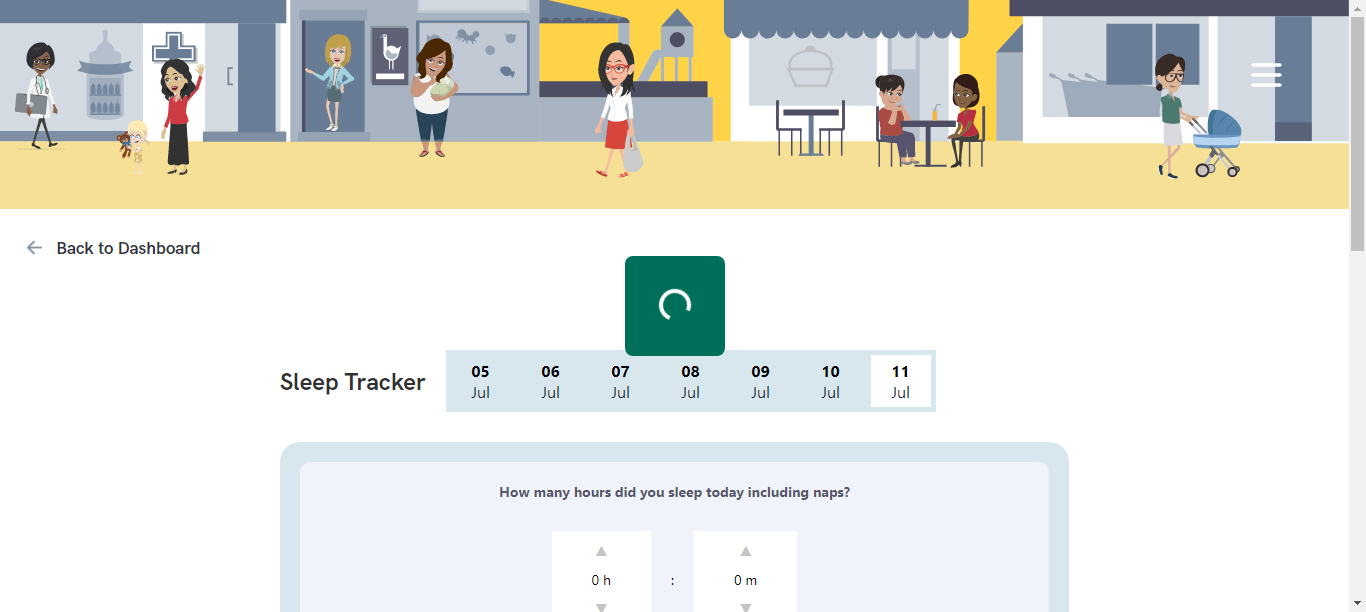 Back to Dashboard
Sleep Tracker
05 06 07 08 09 10 11
Jul Jul Jul Jul Jul Jul Jul
How many hours did you sleep today including naps?
0 h : 0 m